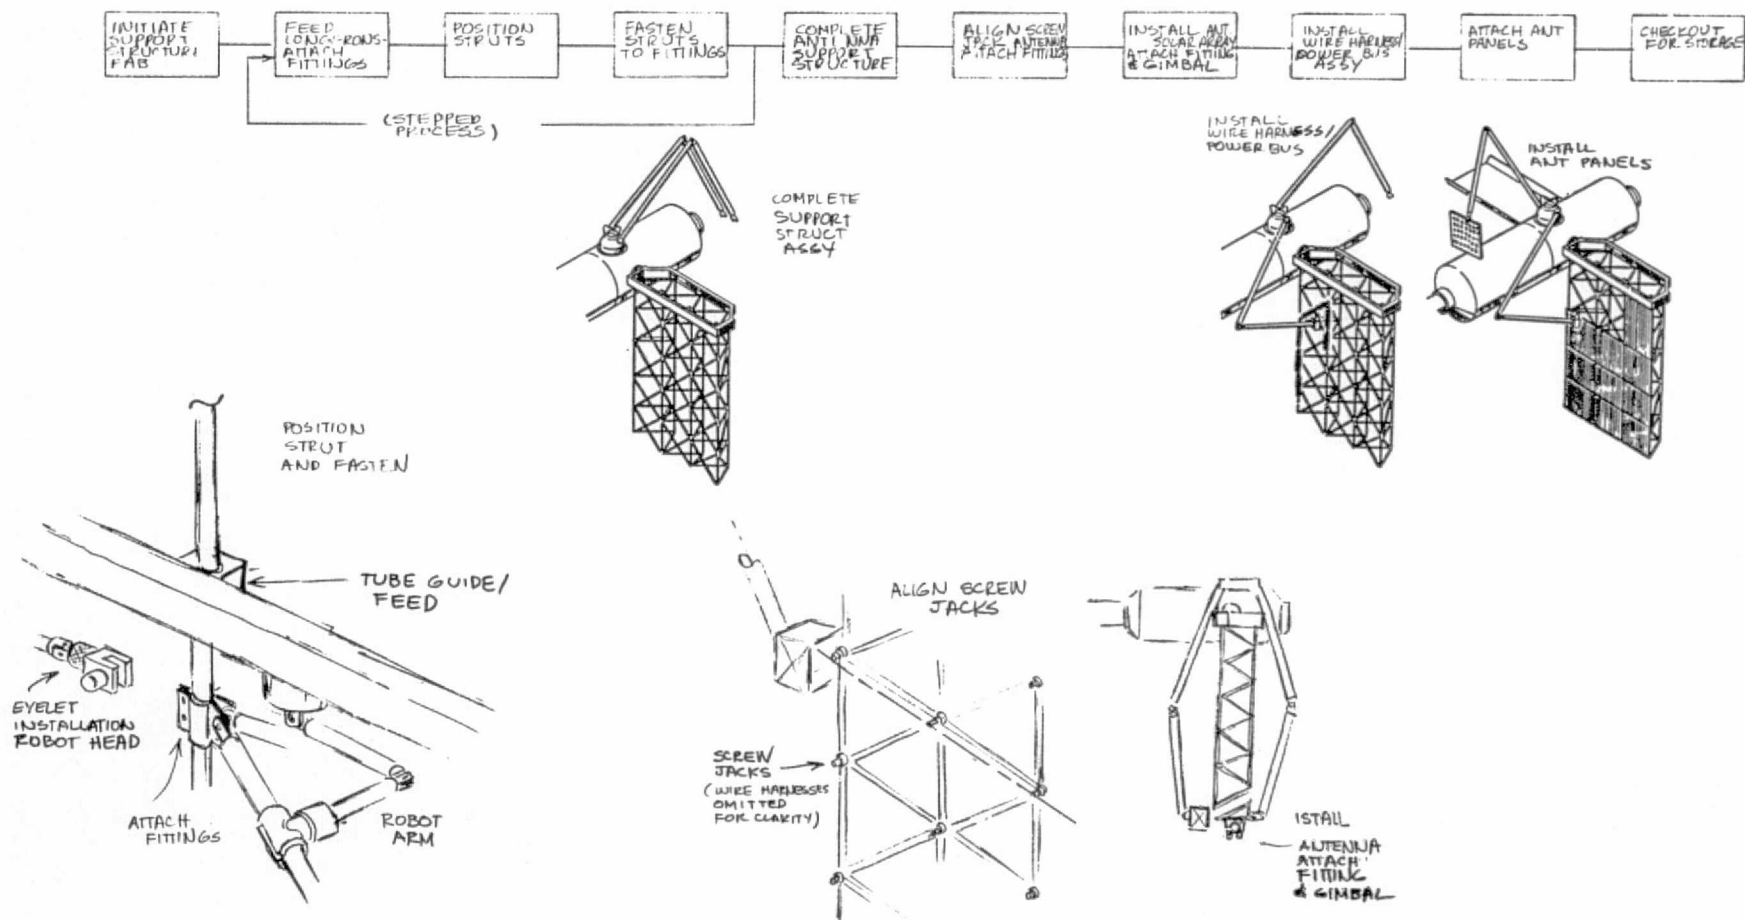 INITIATE
SUPPORT
STRUCTURE
FAB
FEED
LONGERONS-
ATTACH
FITTINGS
POSITION
STRUTS
FASTEN
STRUTS
TO FITTINGS
COMPLETE
ANTENNA
SUPPORT
STRUCTURE
ALIGN SCREW
JACK ANTENNA
ATTACH FITTINGS
INSTALL ANT
SOLAR ARRAY
ATTACH FITTING
& GIMBAL
INSTALL
WIRE HARNESS/
POWER BUS
ASSY
ATTACH ANT
PANELS
CHECKOUT
FOR STORAGE
(STEPPED
PROCESS)
COMPLETE
SUPPORT
STRUCT
ASSY
INSTALL
WIRE HARNESS/
POWER BUS
INSTALL
ANT PANELS
POSITION
STRUT
AND FASTEN
TUBE GUIDE/
FEED
EYELET
INSTALLATION
ROBOT HEAD
ATTACH
FITTINGS
ROBOT
ARM
ALIGN SCREW
JACKS
SCREW
JACKS
(WIRE HARNESSES
OMITTED
FOR CLARITY)
ISTALL
ANTENNA
ATTACH
FITTING
& GIMBAL